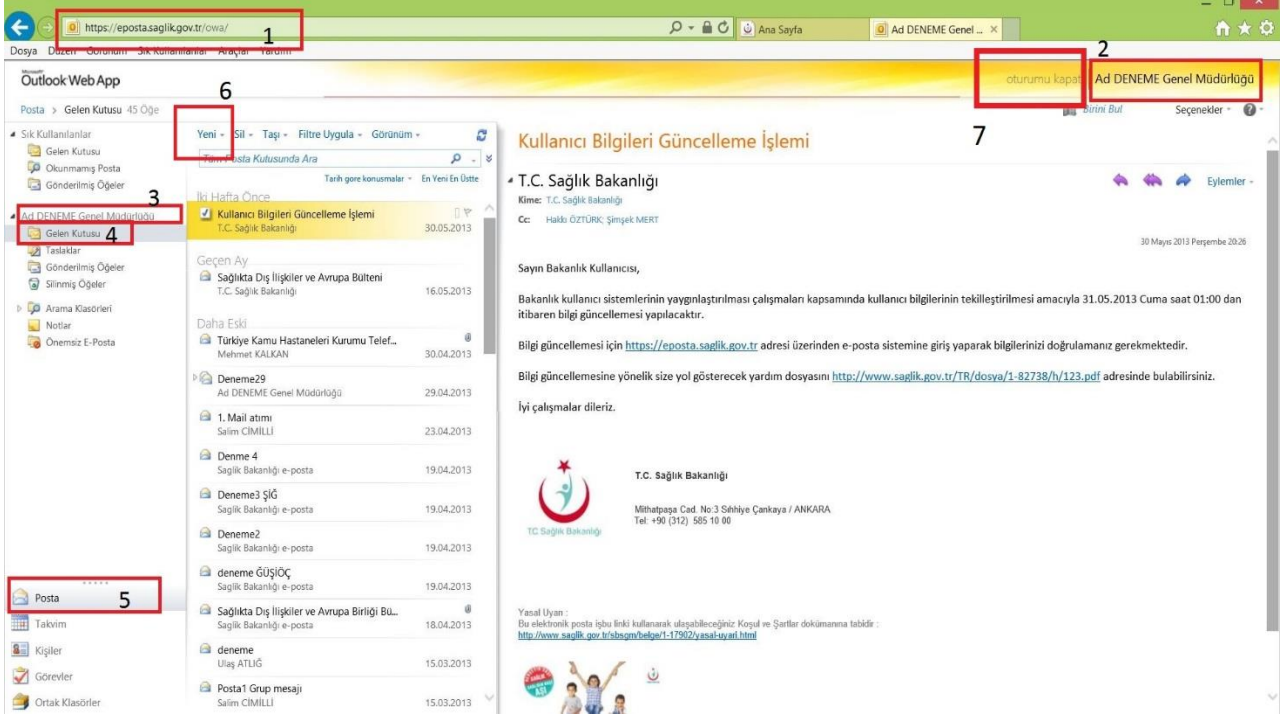 https://eposta.saglik.gov.tr/owa/
1
Ana Sayfa
Ad DENEME Genel ...
Dosya Düzen Görünüm Sık Kullanılanlar Araçlar Yardım
2
Microsoft
Outlook Web App
oturumu kapat
Ad DENEME Genel Müdürlüğü
6
7
Posta > Gelen Kutusu 45 Öğe
Birini Bul
Seçenekler
Sık Kullanılanlar
Gelen Kutusu
Okunmamış Posta
Gönderilmiş Öğeler
3
Ad DENEME Genel Müdürlüğü
Gelen Kutusu
4
Taslaklar
Gönderilmiş Öğeler
Silinmiş Öğeler
Arama Klasörleri
Notlar
Önemsiz E-Posta
Posta
5
Takvim
Kişiler
Görevler
Ortak Klasörler
Yeni Sil Taşı Filtre Uygula Görünüm
Tüm Posta Kutusunda Ara
Tarih gore konusmalar En Yeni En Üstte
İki Hafta Önce
Kullanıcı Bilgileri Güncelleme İşlemi
T.C. Sağlık Bakanlığı 30.05.2013
Geçen Ay
Sağlıkta Dış İlişkiler ve Avrupa Bülteni
T.C. Sağlık Bakanlığı 16.05.2013
Daha Eski
Türkiye Kamu Hastaneleri Kurumu Telef...
Mehmet KALKAN 30.04.2013
Deneme29
Ad DENEME Genel Müdürlüğü 29.04.2013
1. Mail atımı
Salim CİMİLLİ 23.04.2013
Denme 4
Saglik Bakanlığı e-posta 19.04.2013
Deneme3 ŞİĞ
Saglik Bakanlığı e-posta 19.04.2013
Deneme2
Saglik Bakanlığı e-posta 19.04.2013
deneme ĞÜŞİÖÇ
Saglik Bakanlığı e-posta 19.04.2013
Sağlıkta Dış İlişkiler ve Avrupa Birliği Bü...
Saglik Bakanlığı e-posta 18.04.2013
deneme
Ulaş ATLIĞ 15.03.2013
Posta1 Grup mesajı
Salim CİMİLLİ 15.03.2013
Kullanıcı Bilgileri Güncelleme İşlemi
T.C. Sağlık Bakanlığı
Eylemler
Kime: T.C. Sağlık Bakanlığı
Cc: Hakkı ÖZTÜRK; Şimşek MERT
30 Mayıs 2013 Perşembe 20:26
Sayın Bakanlık Kullanıcısı,
Bakanlık kullanıcı sistemlerinin yaygınlaştırılması çalışmaları kapsamında kullanıcı bilgilerinin tekilleştirilmesi amacıyla 31.05.2013 Cuma saat 01:00 dan
itibaren bilgi güncellemesi yapılacaktır.
Bilgi güncellemesi için https://eposta.saglik.gov.tr adresi üzerinden e-posta sistemine giriş yaparak bilgilerinizi doğrulamanız gerekmektedir.
Bilgi güncellemesine yönelik size yol gösterecek yardım dosyasını http://www.saglik.gov.tr/TR/dosya/1-82738/h/123.pdf adresinde bulabilirsiniz.
İyi çalışmalar dileriz.
TC Sağlık Bakanlığı
T.C. Sağlık Bakanlığı
Mithatpaşa Cad. No:3 Sıhhiye Çankaya / ANKARA
Tel: +90 (312) 585 10 00
Yasal Uyarı :
Bu elektronik posta işbu linki kullanarak ulaşabileceğiniz Koşul ve Şartlar dokümanına tabidir :
http://www.saglik.gov.tr/sbsgm/belge/1-17902/yasal-uyari.html